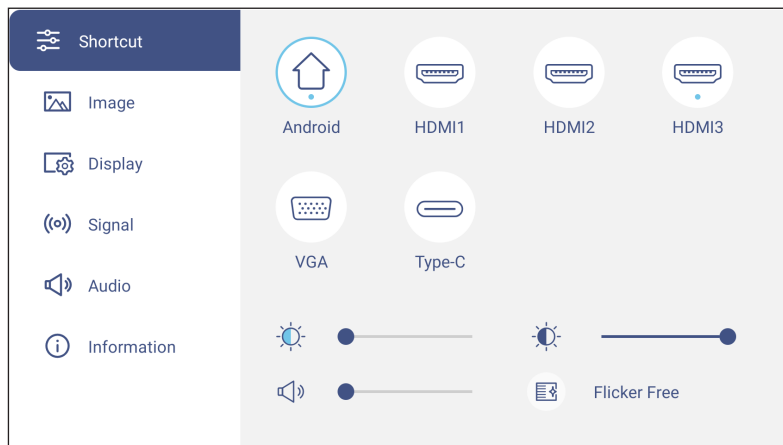 Shortcut
Image
Display
Signal
Audio
Information
Android HDMI1 HDMI2 HDMI3
VGA Type-C
Flicker Free